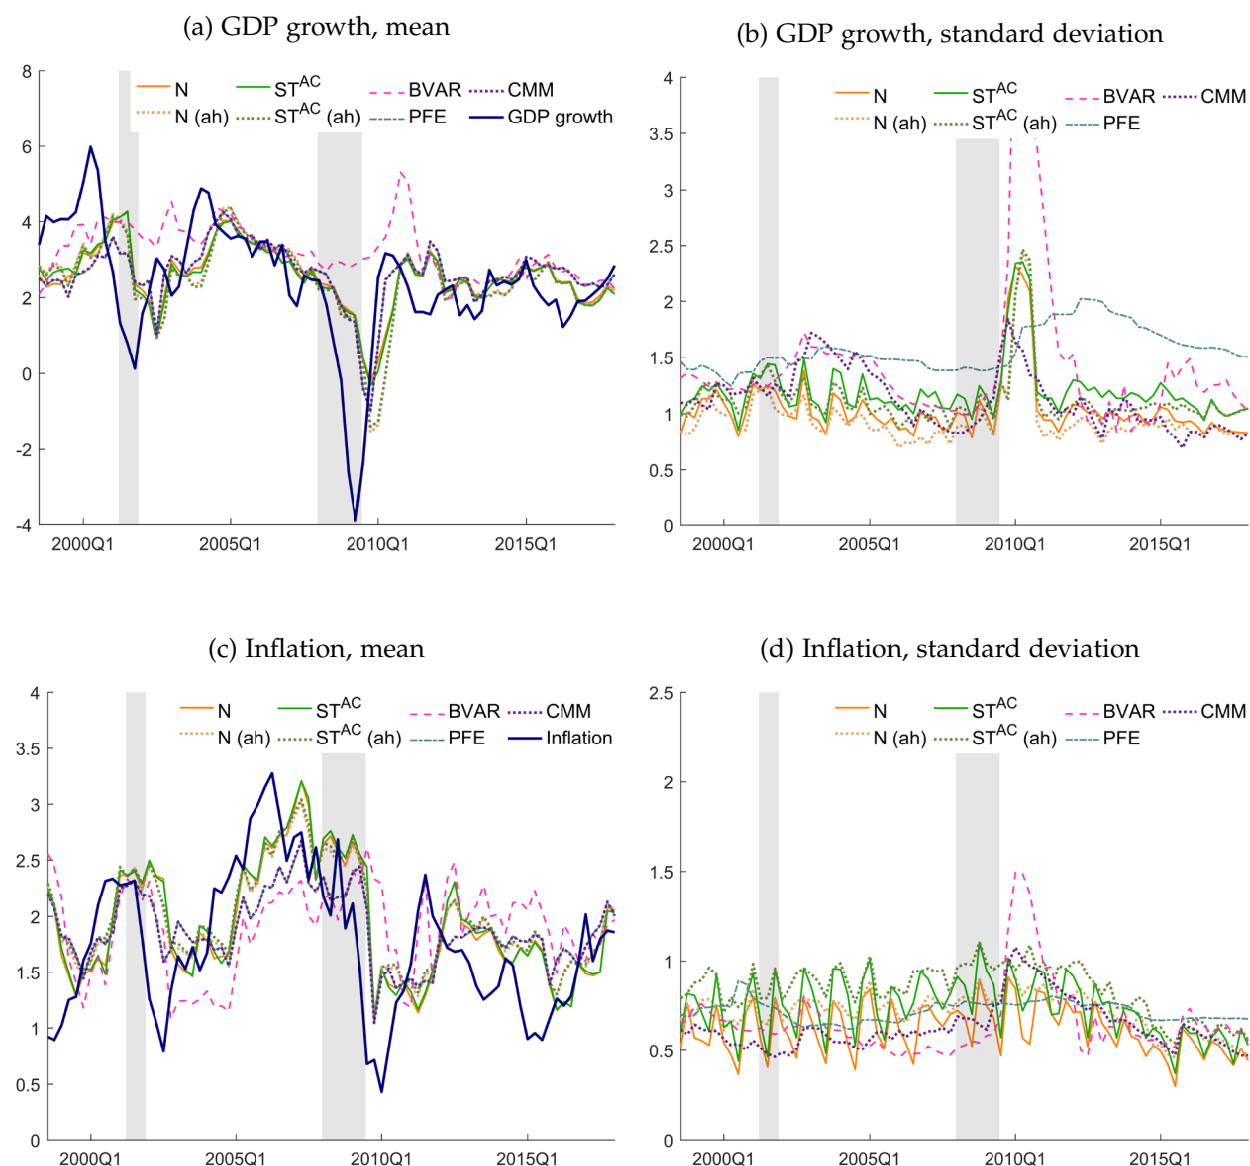 (a) GDP growth, mean
8
6
4
2
0
-2
-4
N
ST^AC
BVAR
CMM
N (ah)
ST^AC (ah)
PFE
GDP growth
2000Q1
2005Q1
2010Q1
2015Q1
(b) GDP growth, standard deviation
4
3.5
3
2.5
2
1.5
1
0.5
0
N
ST^AC
BVAR
CMM
N (ah)
ST^AC (ah)
PFE
2000Q1
2005Q1
2010Q1
2015Q1
(c) Inflation, mean
4
3.5
3
2.5
2
1.5
1
0.5
0
N
ST^AC
BVAR
CMM
N (ah)
ST^AC (ah)
PFE
Inflation
2000Q1
2005Q1
2010Q1
2015Q1
(d) Inflation, standard deviation
2.5
2
1.5
1
0.5
0
N
ST^AC
BVAR
CMM
N (ah)
ST^AC (ah)
PFE
2000Q1
2005Q1
2010Q1
2015Q1